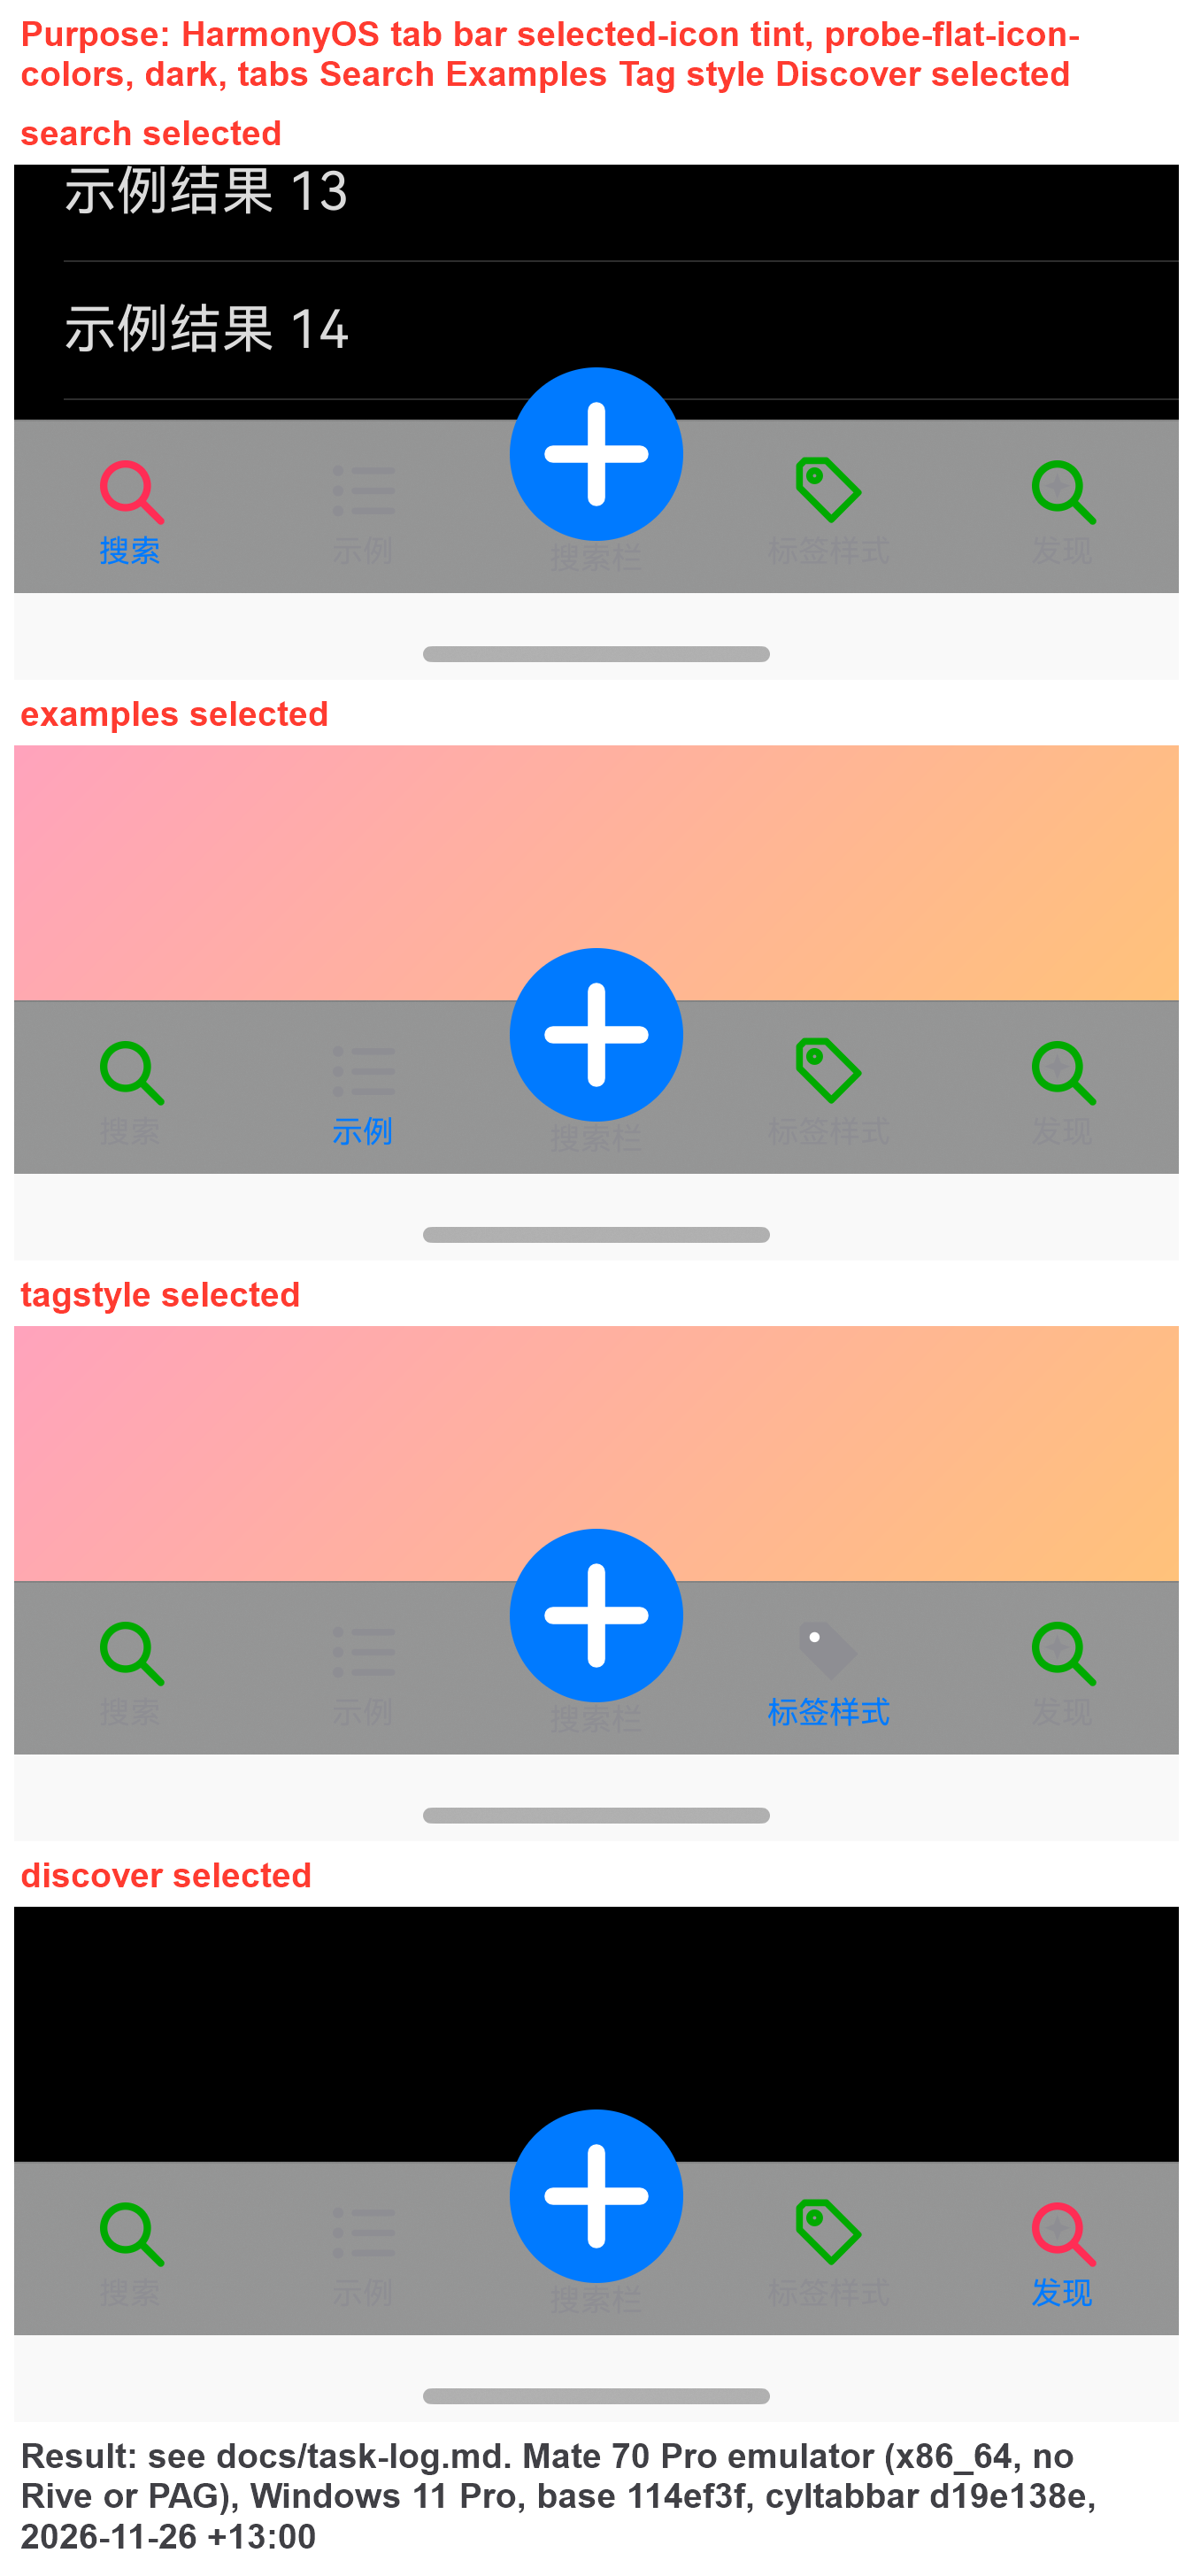 Purpose: HarmonyOS tab bar selected-icon tint, probe-flat-icon-
colors, dark, tabs Search Examples Tag style Discover selected
search selected
示例结果 13
示例结果 14
搜索 示例 搜索栏 标签样式 发现
examples selected
搜索 示例 搜索栏 标签样式 发现
tagstyle selected
搜索 示例 搜索栏 标签样式 发现
discover selected
搜索 示例 搜索栏 标签样式 发现
Result: see docs/task-log.md. Mate 70 Pro emulator (x86_64, no
Rive or PAG), Windows 11 Pro, base 114ef3f, cyltabbar d19e138e,
2026-11-26 +13:00